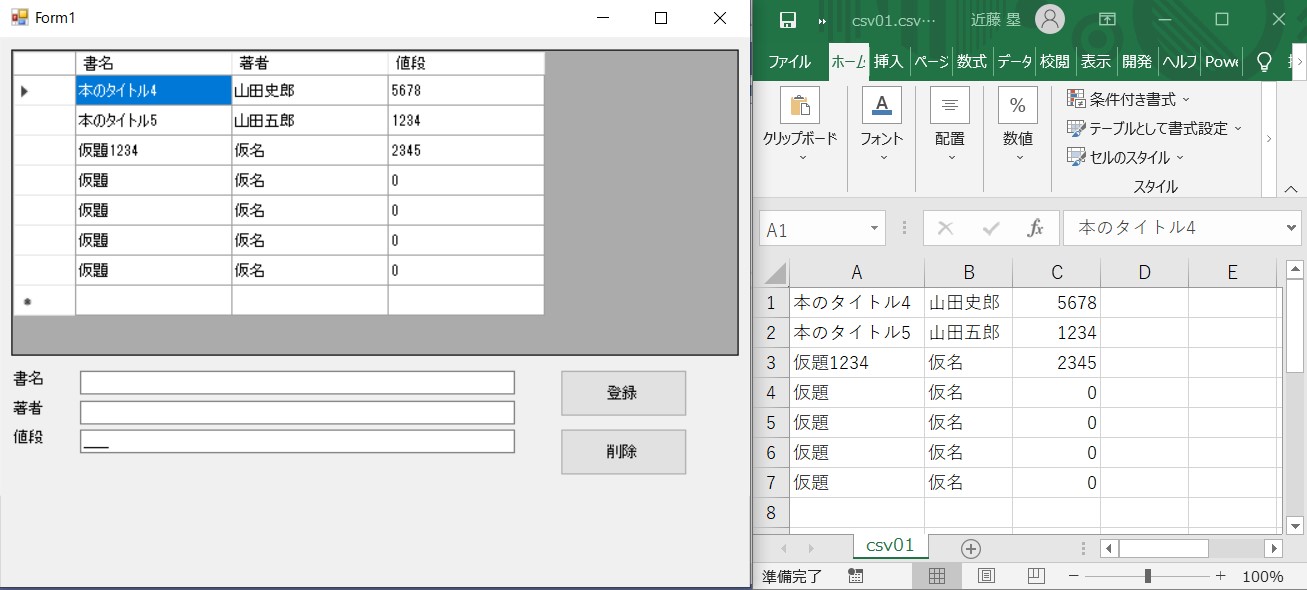 Form1
書名 著者 値段
本のタイトル4 山田史郎 5678
本のタイトル5 山田五郎 1234
仮題1234 仮名 2345
仮題 仮名 0
仮題 仮名 0
仮題 仮名 0
仮題 仮名 0
書名
著者
値段
登録
削除
csv01.csv… 近藤 塁
ファイル ホーム 挿入 ページ 数式 データ 校閲 表示 開発 ヘルプ Powe
クリップボード
フォント
配置
数値
条件付き書式
テーブルとして書式設定
セルのスタイル
スタイル
A1 fx 本のタイトル4
A B C D E
1 本のタイトル4 山田史郎 5678
2 本のタイトル5 山田五郎 1234
3 仮題1234 仮名 2345
4 仮題 仮名 0
5 仮題 仮名 0
6 仮題 仮名 0
7 仮題 仮名 0
8
csv01
準備完了 100%